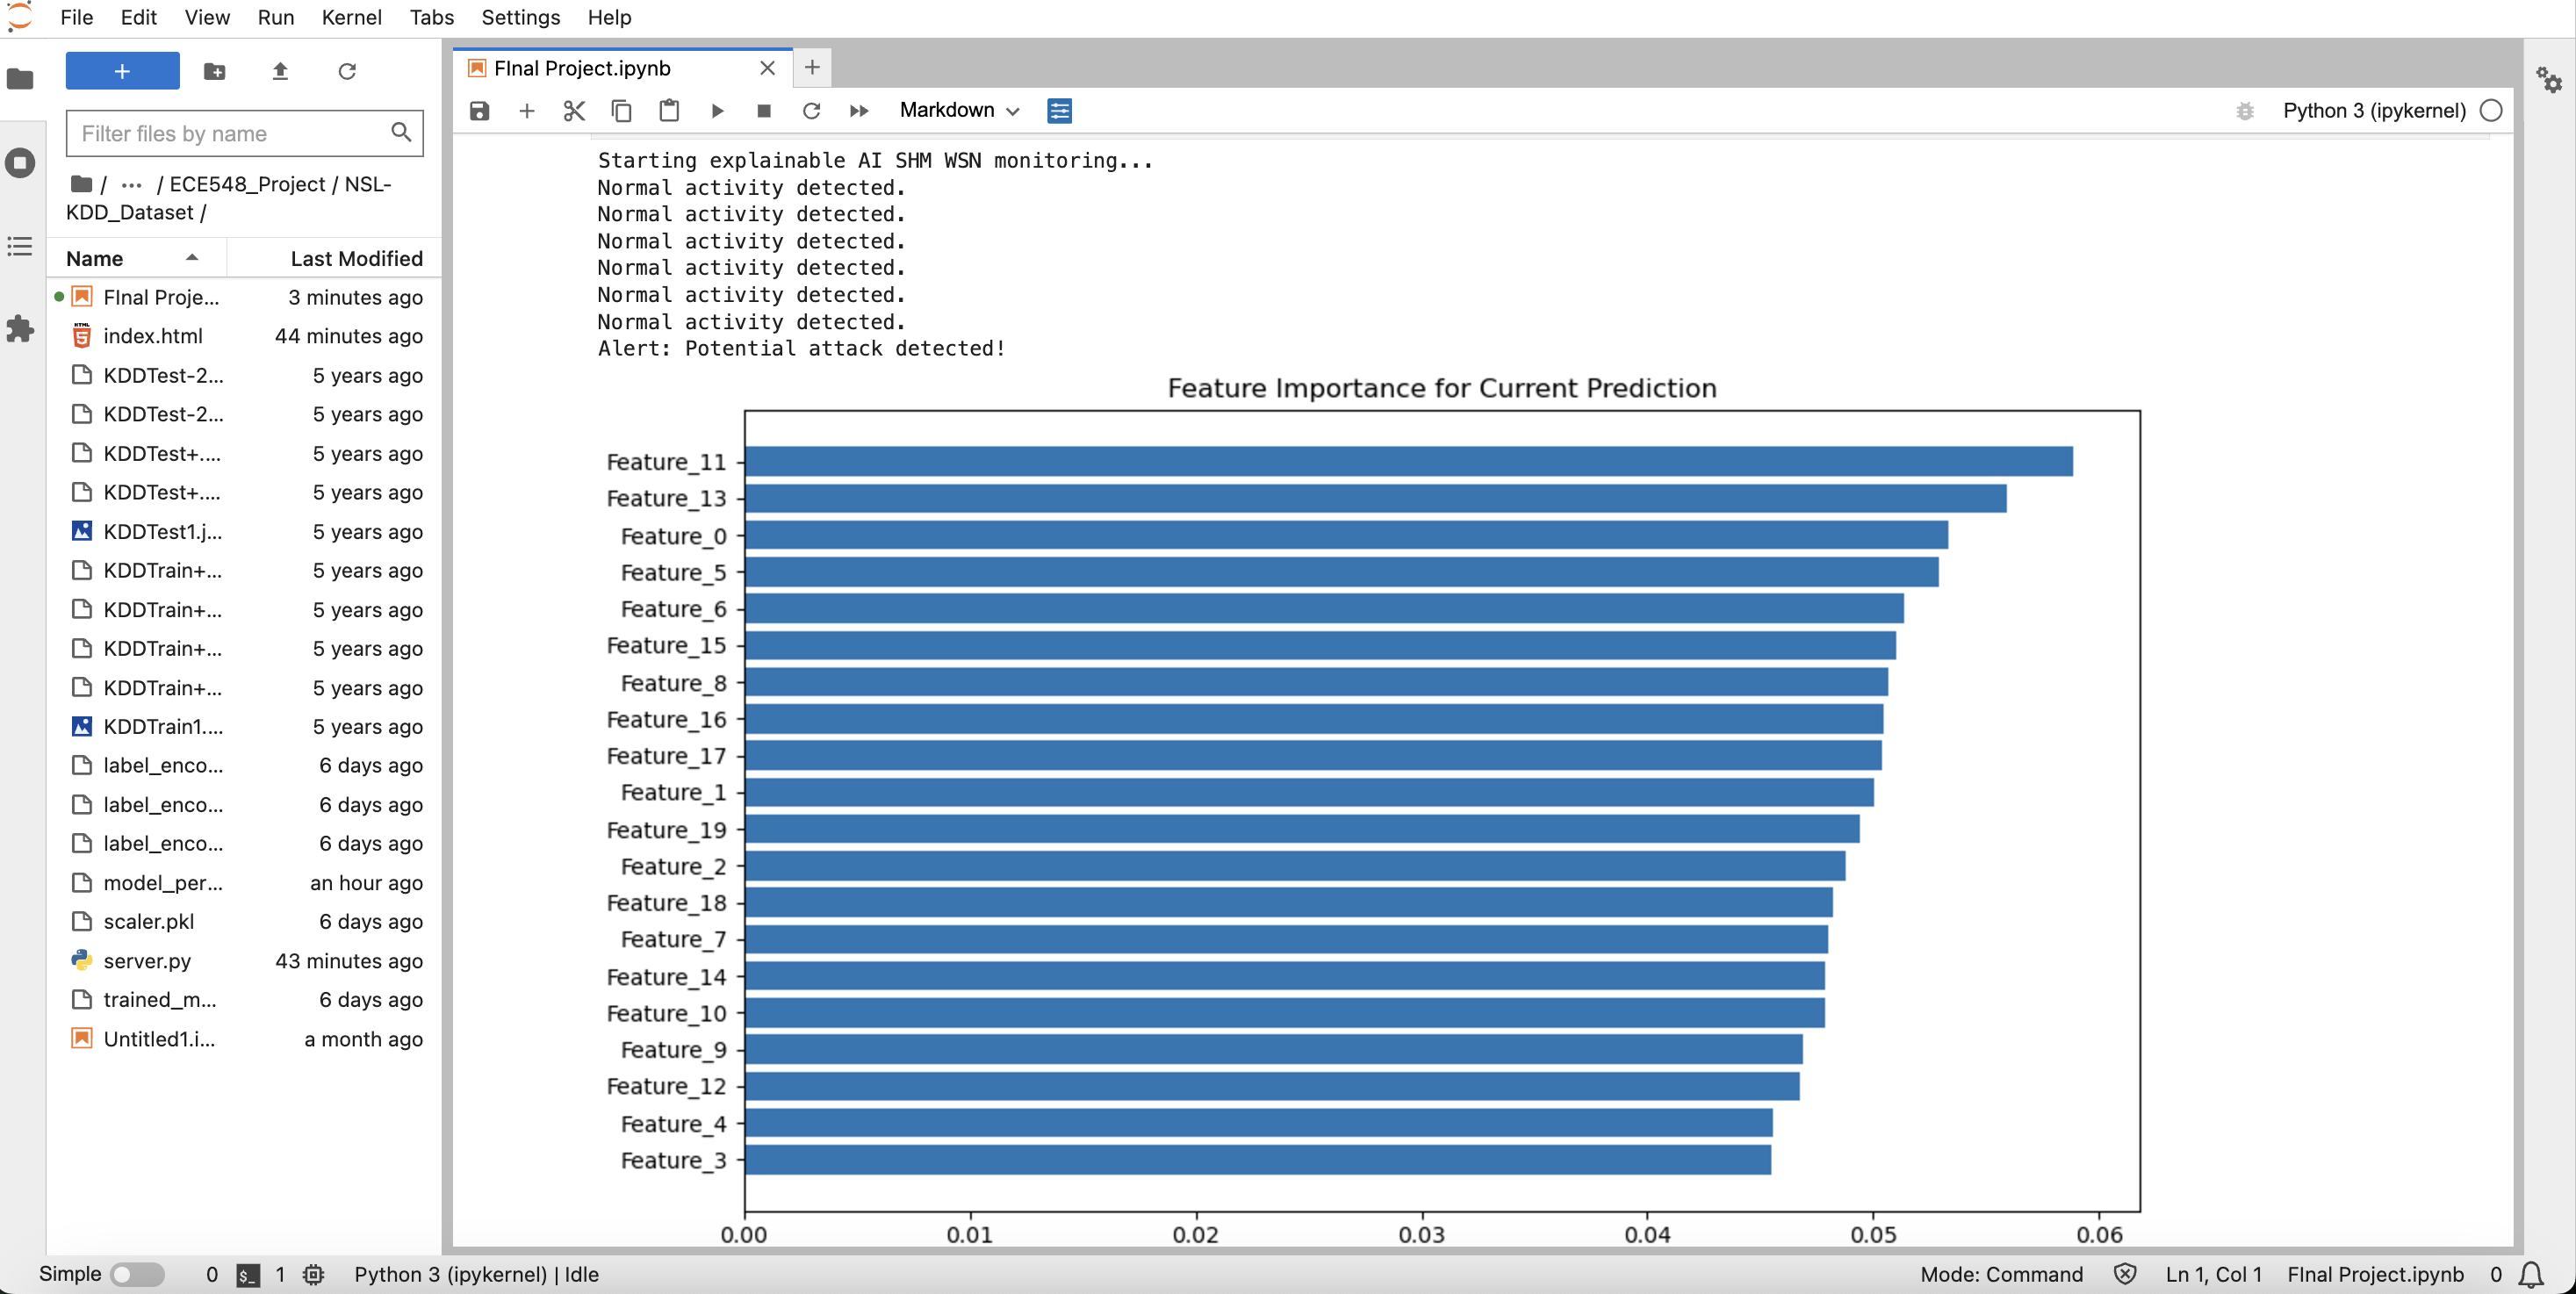 File Edit View Run Kernel Tabs Settings Help
Filter files by name
/ ... / ECE548_Project / NSL-
KDD_Dataset /
Name Last Modified
FInal Proje... 3 minutes ago
index.html 44 minutes ago
KDDTest-2... 5 years ago
KDDTest-2... 5 years ago
KDDTest+.... 5 years ago
KDDTest+.... 5 years ago
KDDTest1.j... 5 years ago
KDDTrain+... 5 years ago
KDDTrain+... 5 years ago
KDDTrain+... 5 years ago
KDDTrain+... 5 years ago
KDDTrain1.... 5 years ago
label_enco... 6 days ago
label_enco... 6 days ago
label_enco... 6 days ago
model_per... an hour ago
scaler.pkl 6 days ago
server.py 43 minutes ago
trained_m... 6 days ago
Untitled1.i... a month ago
FInal Project.ipynb
Markdown
Python 3 (ipykernel)
Starting explainable AI SHM WSN monitoring...
Normal activity detected.
Normal activity detected.
Normal activity detected.
Normal activity detected.
Normal activity detected.
Normal activity detected.
Alert: Potential attack detected!
Feature Importance for Current Prediction
Feature_11
Feature_13
Feature_0
Feature_5
Feature_6
Feature_15
Feature_8
Feature_16
Feature_17
Feature_1
Feature_19
Feature_2
Feature_18
Feature_7
Feature_14
Feature_10
Feature_9
Feature_12
Feature_4
Feature_3
0.00 0.01 0.02 0.03 0.04 0.05 0.06
Simple 0 $_ 1 Python 3 (ipykernel) | Idle Mode: Command Ln 1, Col 1 FInal Project.ipynb 0